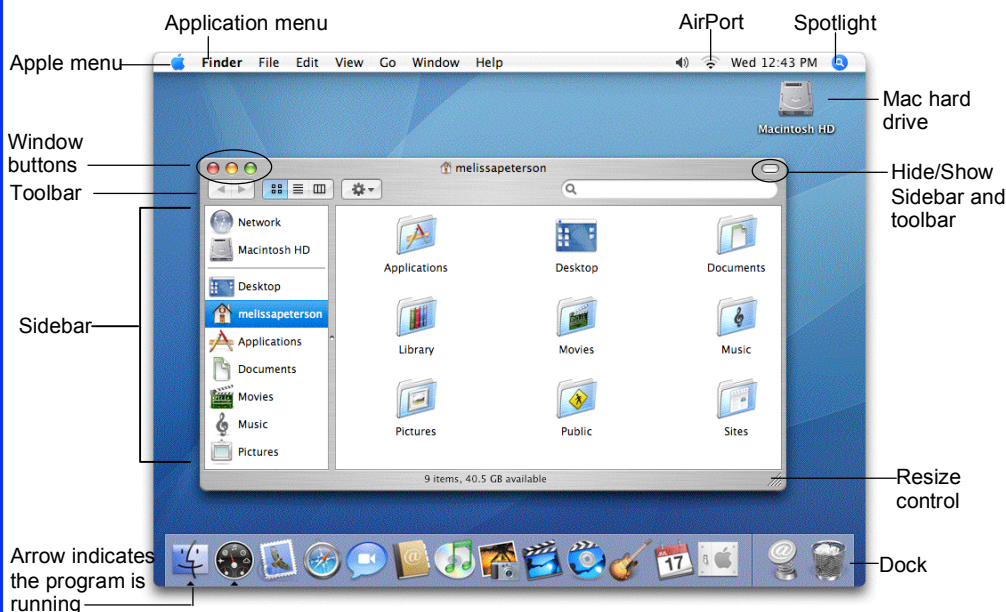 Application menu
AirPort
Spotlight
Apple menu
Finder File Edit View Go Window Help
Wed 12:43 PM
Macintosh HD
Mac hard
drive
Window
buttons
melissapeterson
Toolbar
Hide/Show
Sidebar and
toolbar
Sidebar
Network
Macintosh HD
Desktop
melissapeterson
Applications
Documents
Movies
Music
Pictures
Applications Desktop Documents
Library Movies Music
Pictures Public Sites
9 items, 40.5 GB available
Resize
control
Arrow indicates
the program is
running
JUL
17
Dock